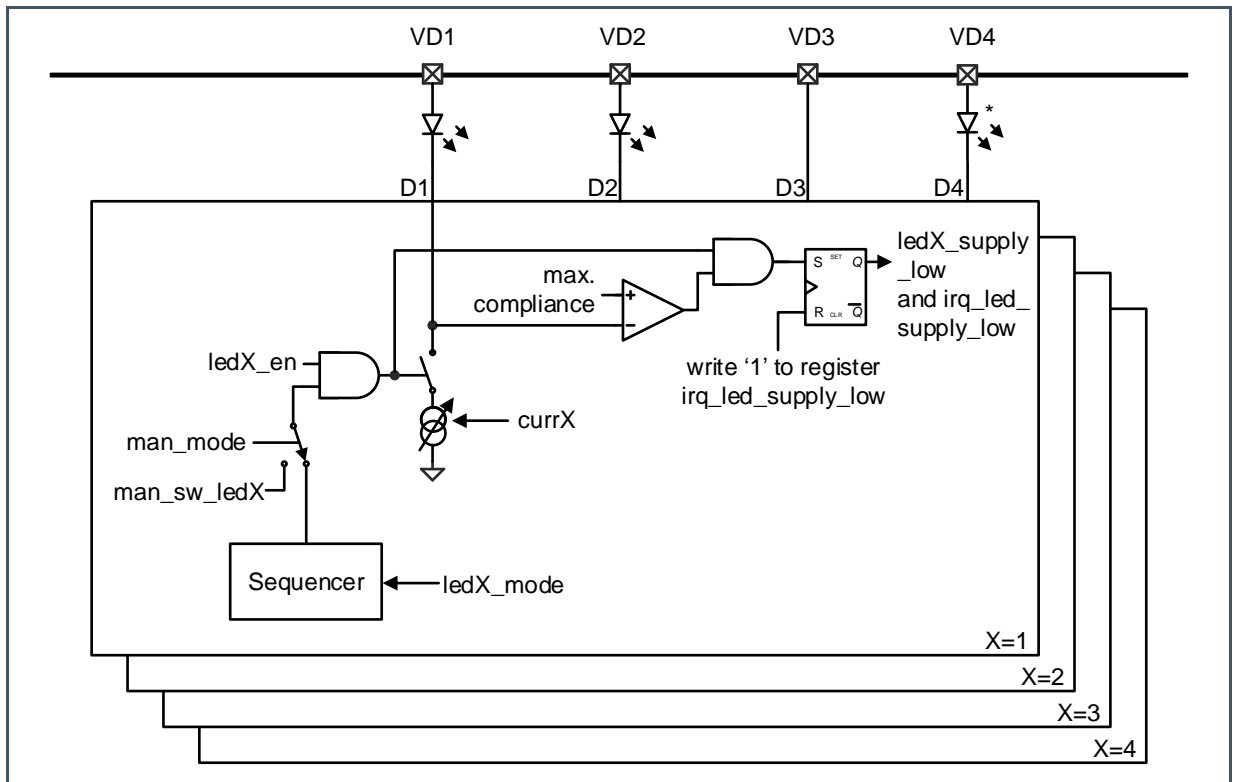 VD1
VD2
VD3
VD4
*
D1
D2
D3
D4
ledX_supply
_low
and irq_led_
supply_low
max.
compliance
+
-
S
SET
Q
R
CLR
Q
write ‘1’ to register
irq_led_supply_low
ledX_en
currX
man_mode
man_sw_ledX
Sequencer
ledX_mode
X=1
X=2
X=3
X=4